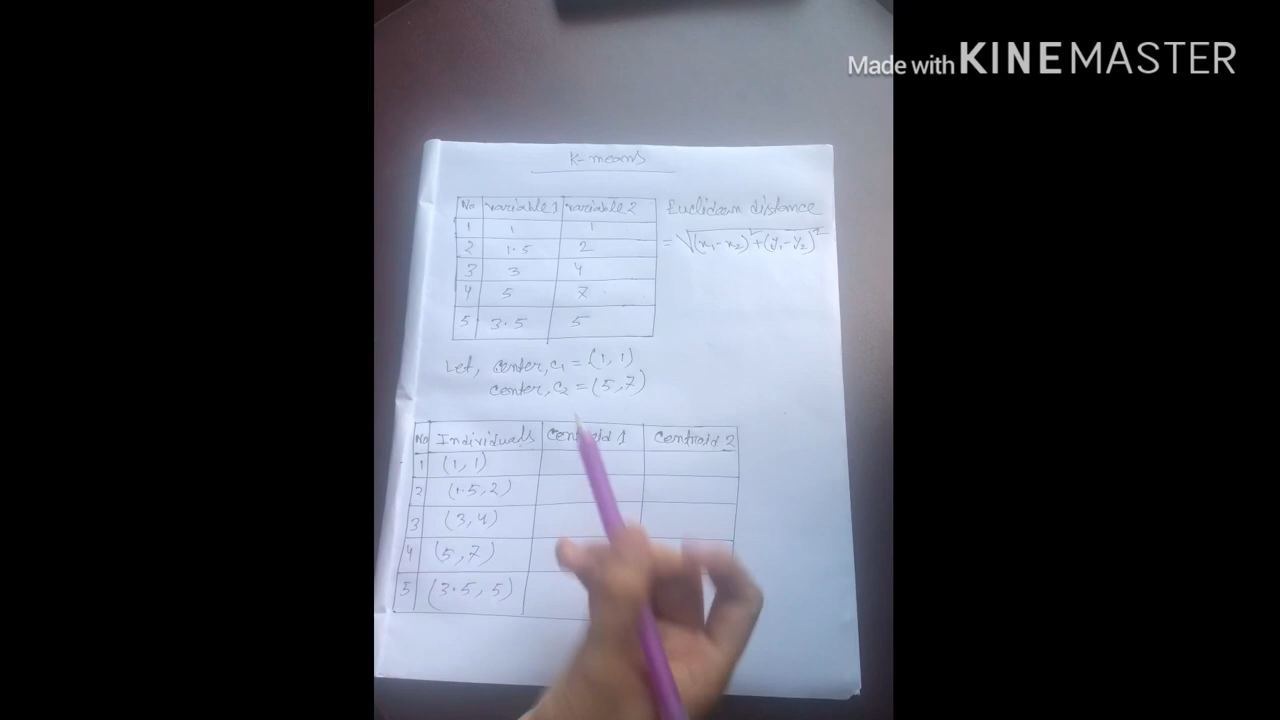 Made with KINEMASTER
K-means
No variable 1 variable 2
1 1 1
2 1.5 2
3 3 4
4 5 7
5 3.5 5
Euclidean distance
= √(x₁-x₂)²+(y₁-y₂)²
Let, center, c₁ = (1, 1)
center, c₂ = (5, 7)
No Individuals Centroid 1 Centroid 2
1 (1, 1)
2 (1.5, 2)
3 (3, 4)
4 (5, 7)
5 (3.5, 5)